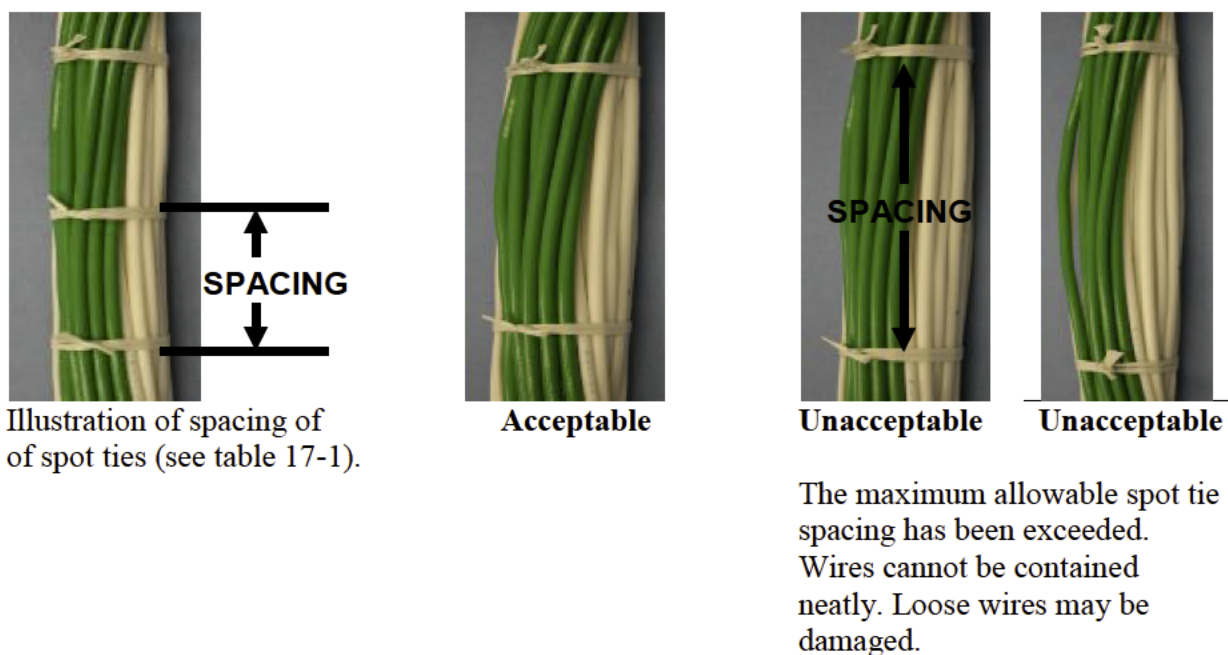 SPACING
Illustration of spacing of
of spot ties (see table 17-1).
Acceptable
SPACING
Unacceptable
Unacceptable
The maximum allowable spot tie
spacing has been exceeded.
Wires cannot be contained
neatly. Loose wires may be
damaged.